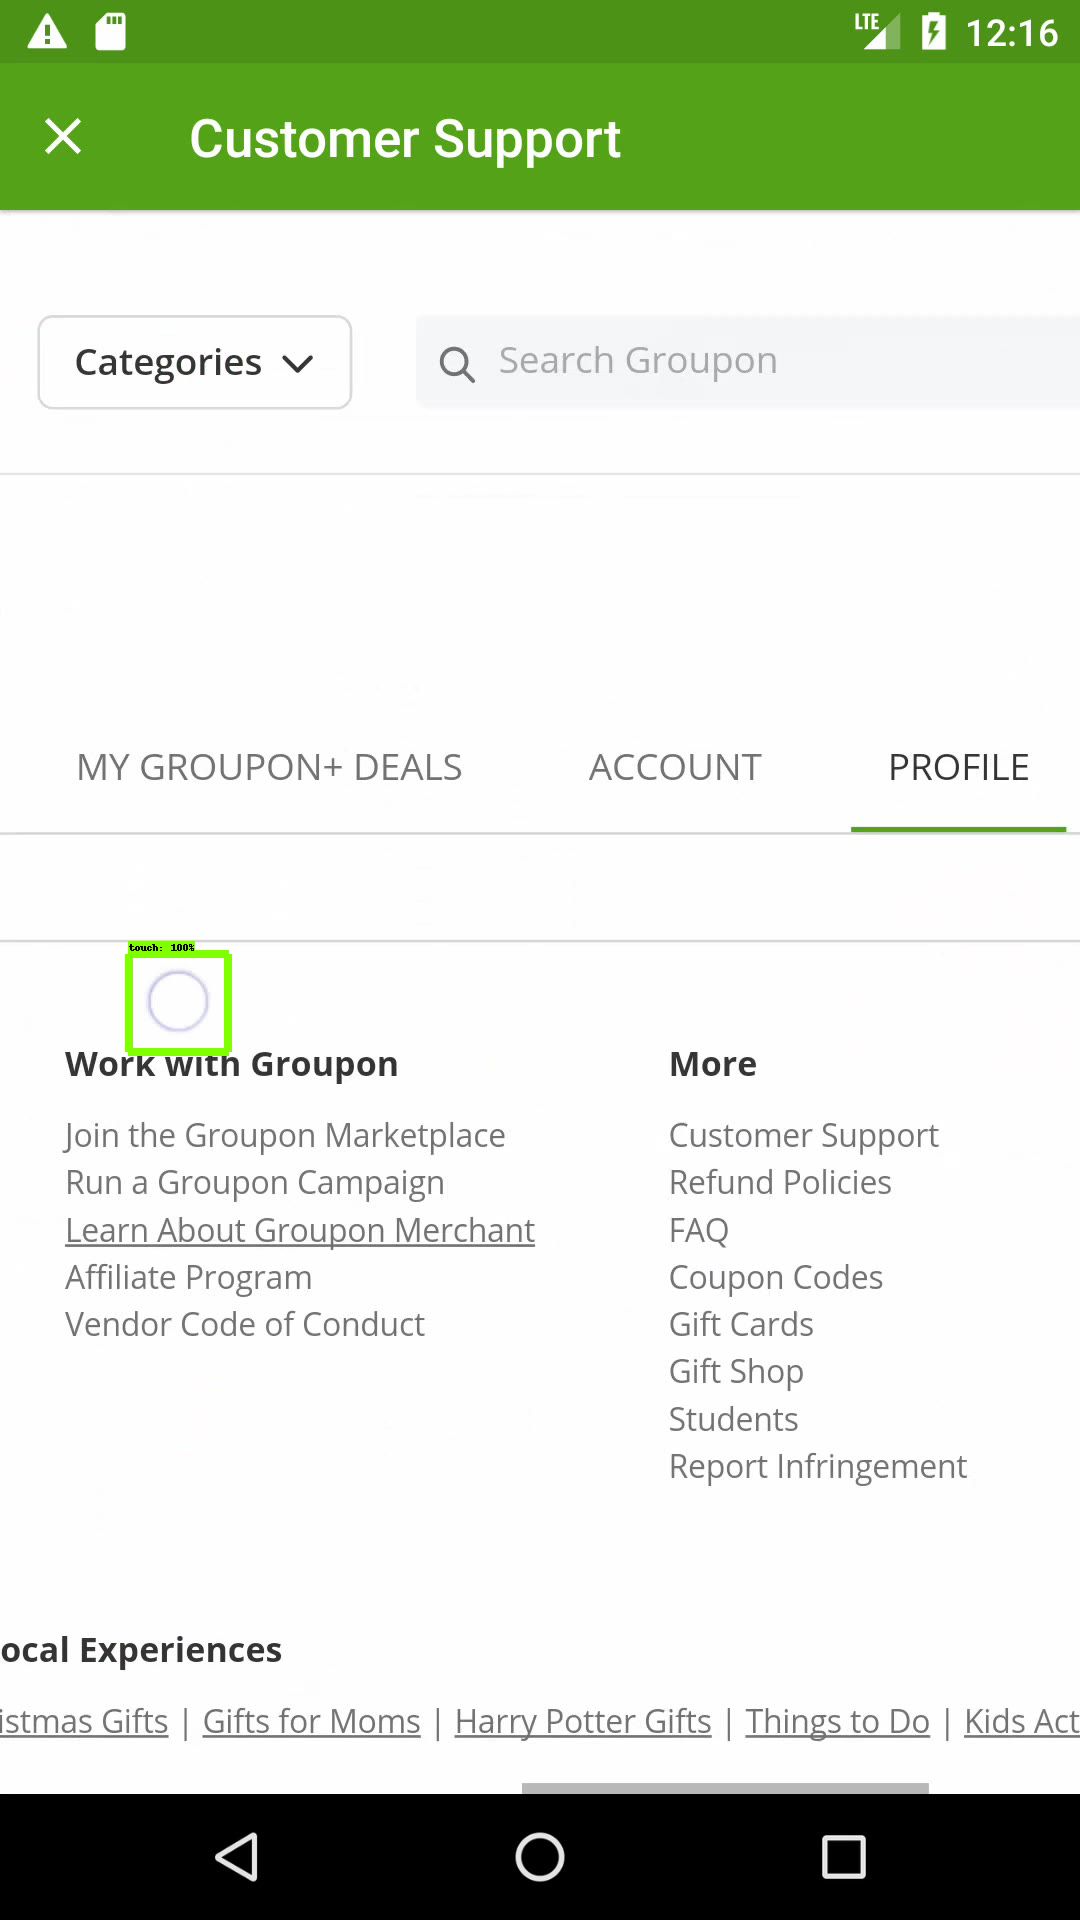 LTE 12:16
Customer Support
Categories
Search Groupon
MY GROUPON+ DEALS ACCOUNT PROFILE
touch: 100%
Work with Groupon
Join the Groupon Marketplace
Run a Groupon Campaign
Learn About Groupon Merchant
Affiliate Program
Vendor Code of Conduct
More
Customer Support
Refund Policies
FAQ
Coupon Codes
Gift Cards
Gift Shop
Students
Report Infringement
ocal Experiences
istmas Gifts | Gifts for Moms | Harry Potter Gifts | Things to Do | Kids Act